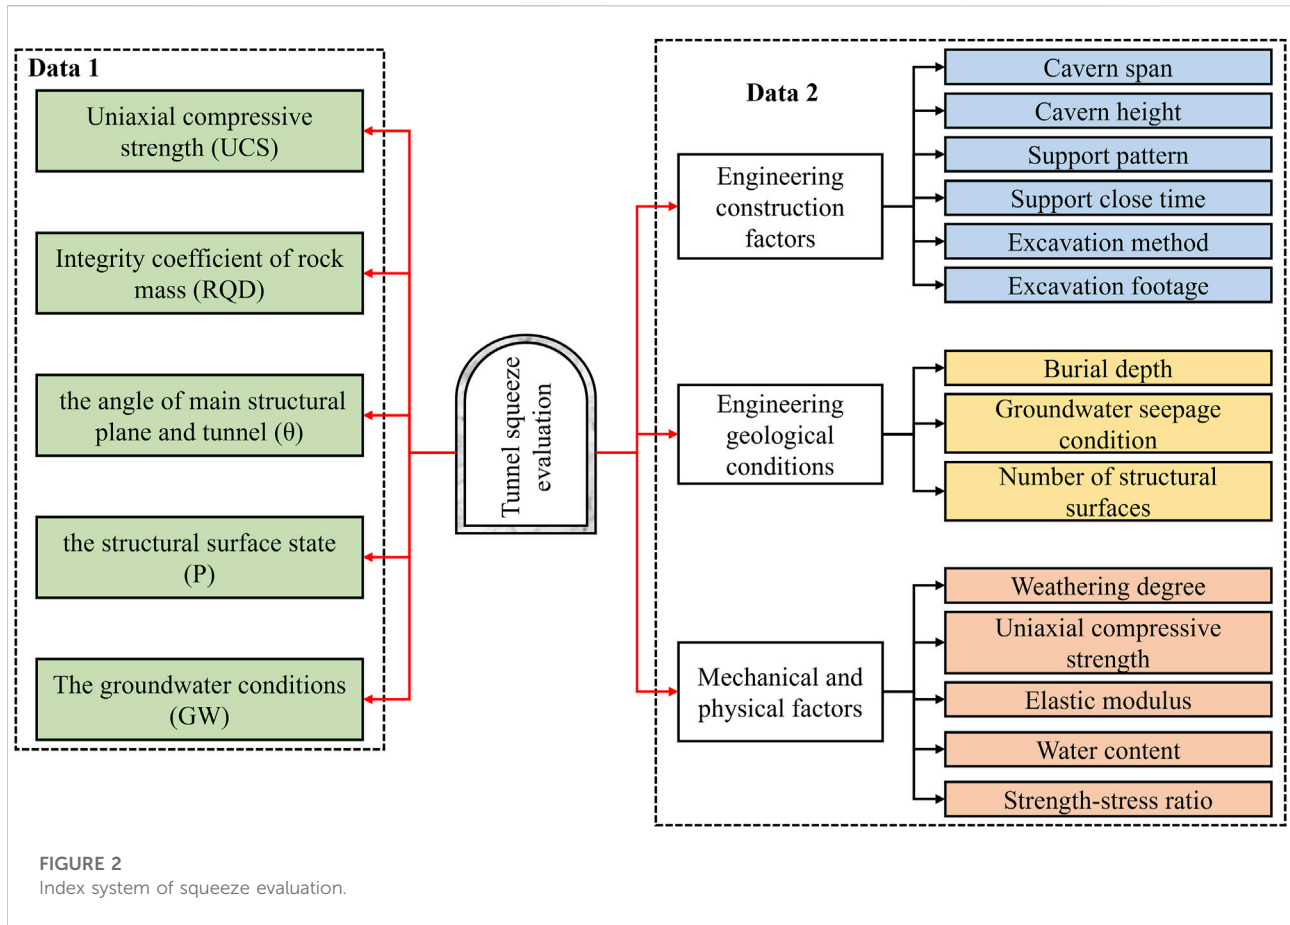 Data 1
Uniaxial compressive
strength (UCS)
Integrity coefficient of rock
mass (RQD)
the angle of main structural
plane and tunnel (θ)
the structural surface state
(P)
The groundwater conditions
(GW)
Tunnel squeeze
evaluation
Data 2
Engineering
construction
factors
Cavern span
Cavern height
Support pattern
Support close time
Excavation method
Excavation footage
Engineering
geological
conditions
Burial depth
Groundwater seepage
condition
Number of structural
surfaces
Mechanical and
physical factors
Weathering degree
Uniaxial compressive
strength
Elastic modulus
Water content
Strength-stress ratio
FIGURE 2
Index system of squeeze evaluation.